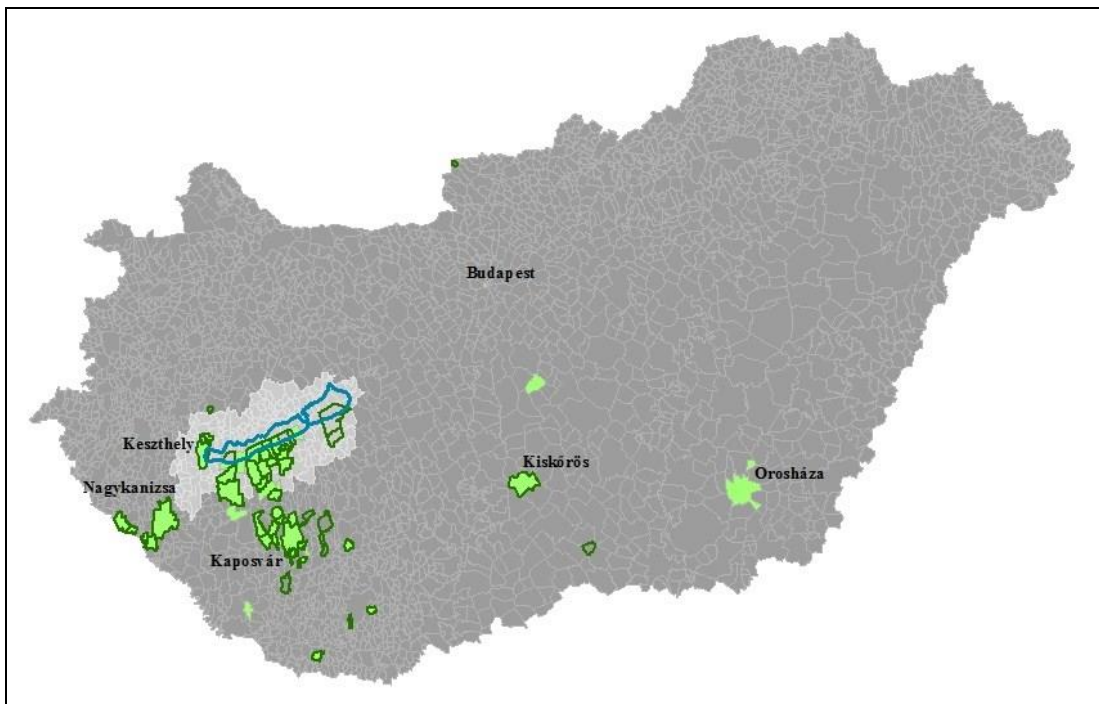 Budapest
Keszthely
Nagykanizsa
Kiskőrös
Orosháza
Kaposvár